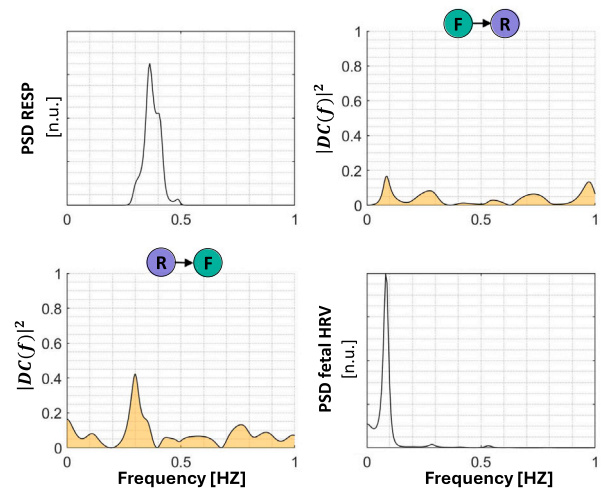 F R
PSD RESP
[n.u.]
0 0.5 1
|DC(f)|²
1
0.8
0.6
0.4
0.2
0
0 0.5 1
R F
|DC(f)|²
1
0.8
0.6
0.4
0.2
0
0 0.5 1
Frequency [HZ]
PSD fetal HRV
[n.u.]
0 0.5 1
Frequency [HZ]